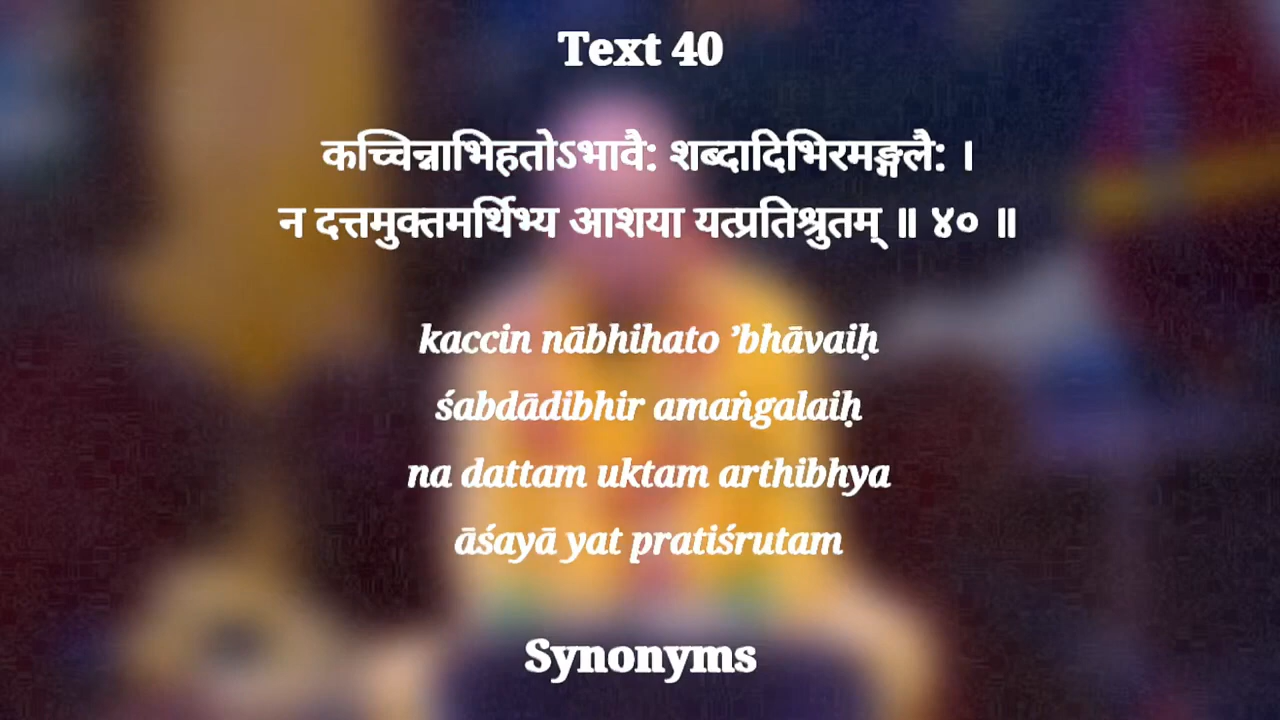 Text 40
कच्चिन्नाभिहतोऽभावै: शब्दादिभिरमङ्गलै: ।
न दत्तमुक्तमर्थिभ्य आशया यत्प्रतिश्रुतम् ॥ ४० ॥
kaccin nābhihato ’bhāvaiḥ
śabdādibhir amaṅgalaiḥ
na dattam uktam arthibhya
āśayā yat pratiśrutam
Synonyms